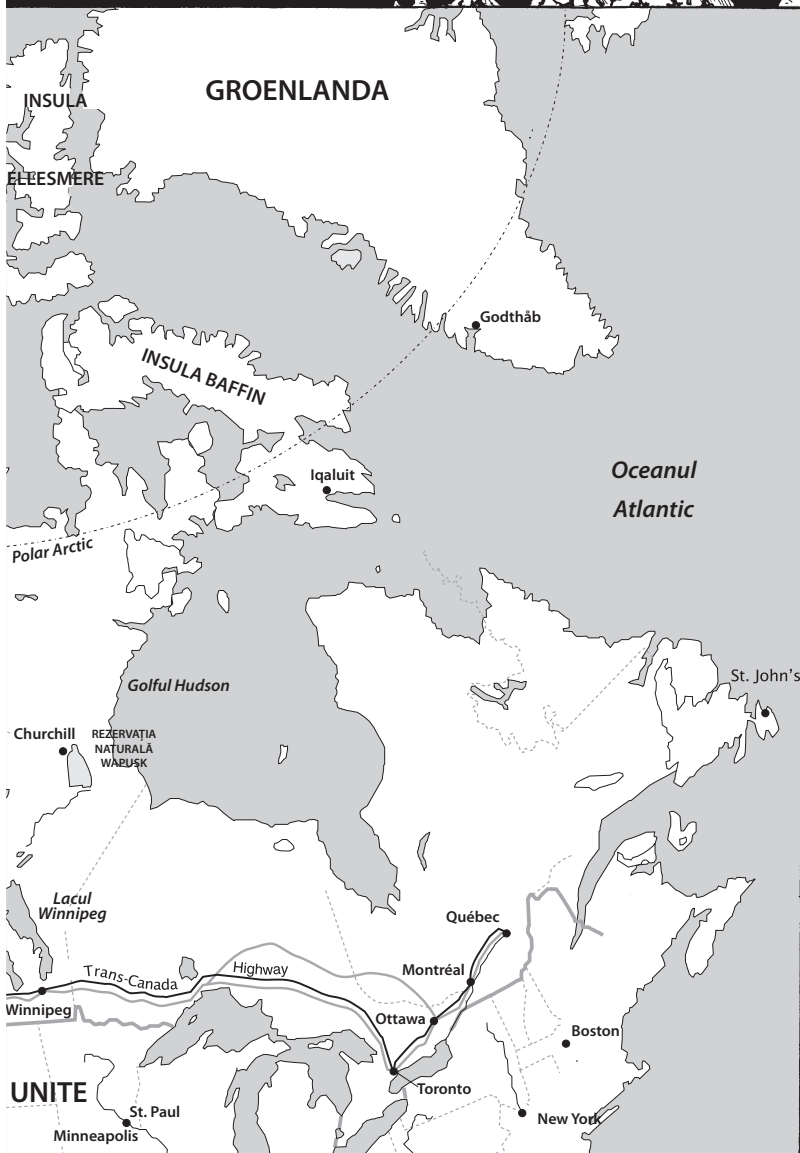 GROENLANDA
INSULA
ELLESMERE
Godthåb
INSULA BAFFIN
Iqaluit
Oceanul
Atlantic
Polar Arctic
Golful Hudson
St. John's
Churchill
REZERVAȚIA
NATURALĂ
WAPUSK
Lacul
Winnipeg
Québec
Trans-Canada Highway
Montréal
Winnipeg
Ottawa
Boston
UNITE
Toronto
St. Paul
New York
Minneapolis